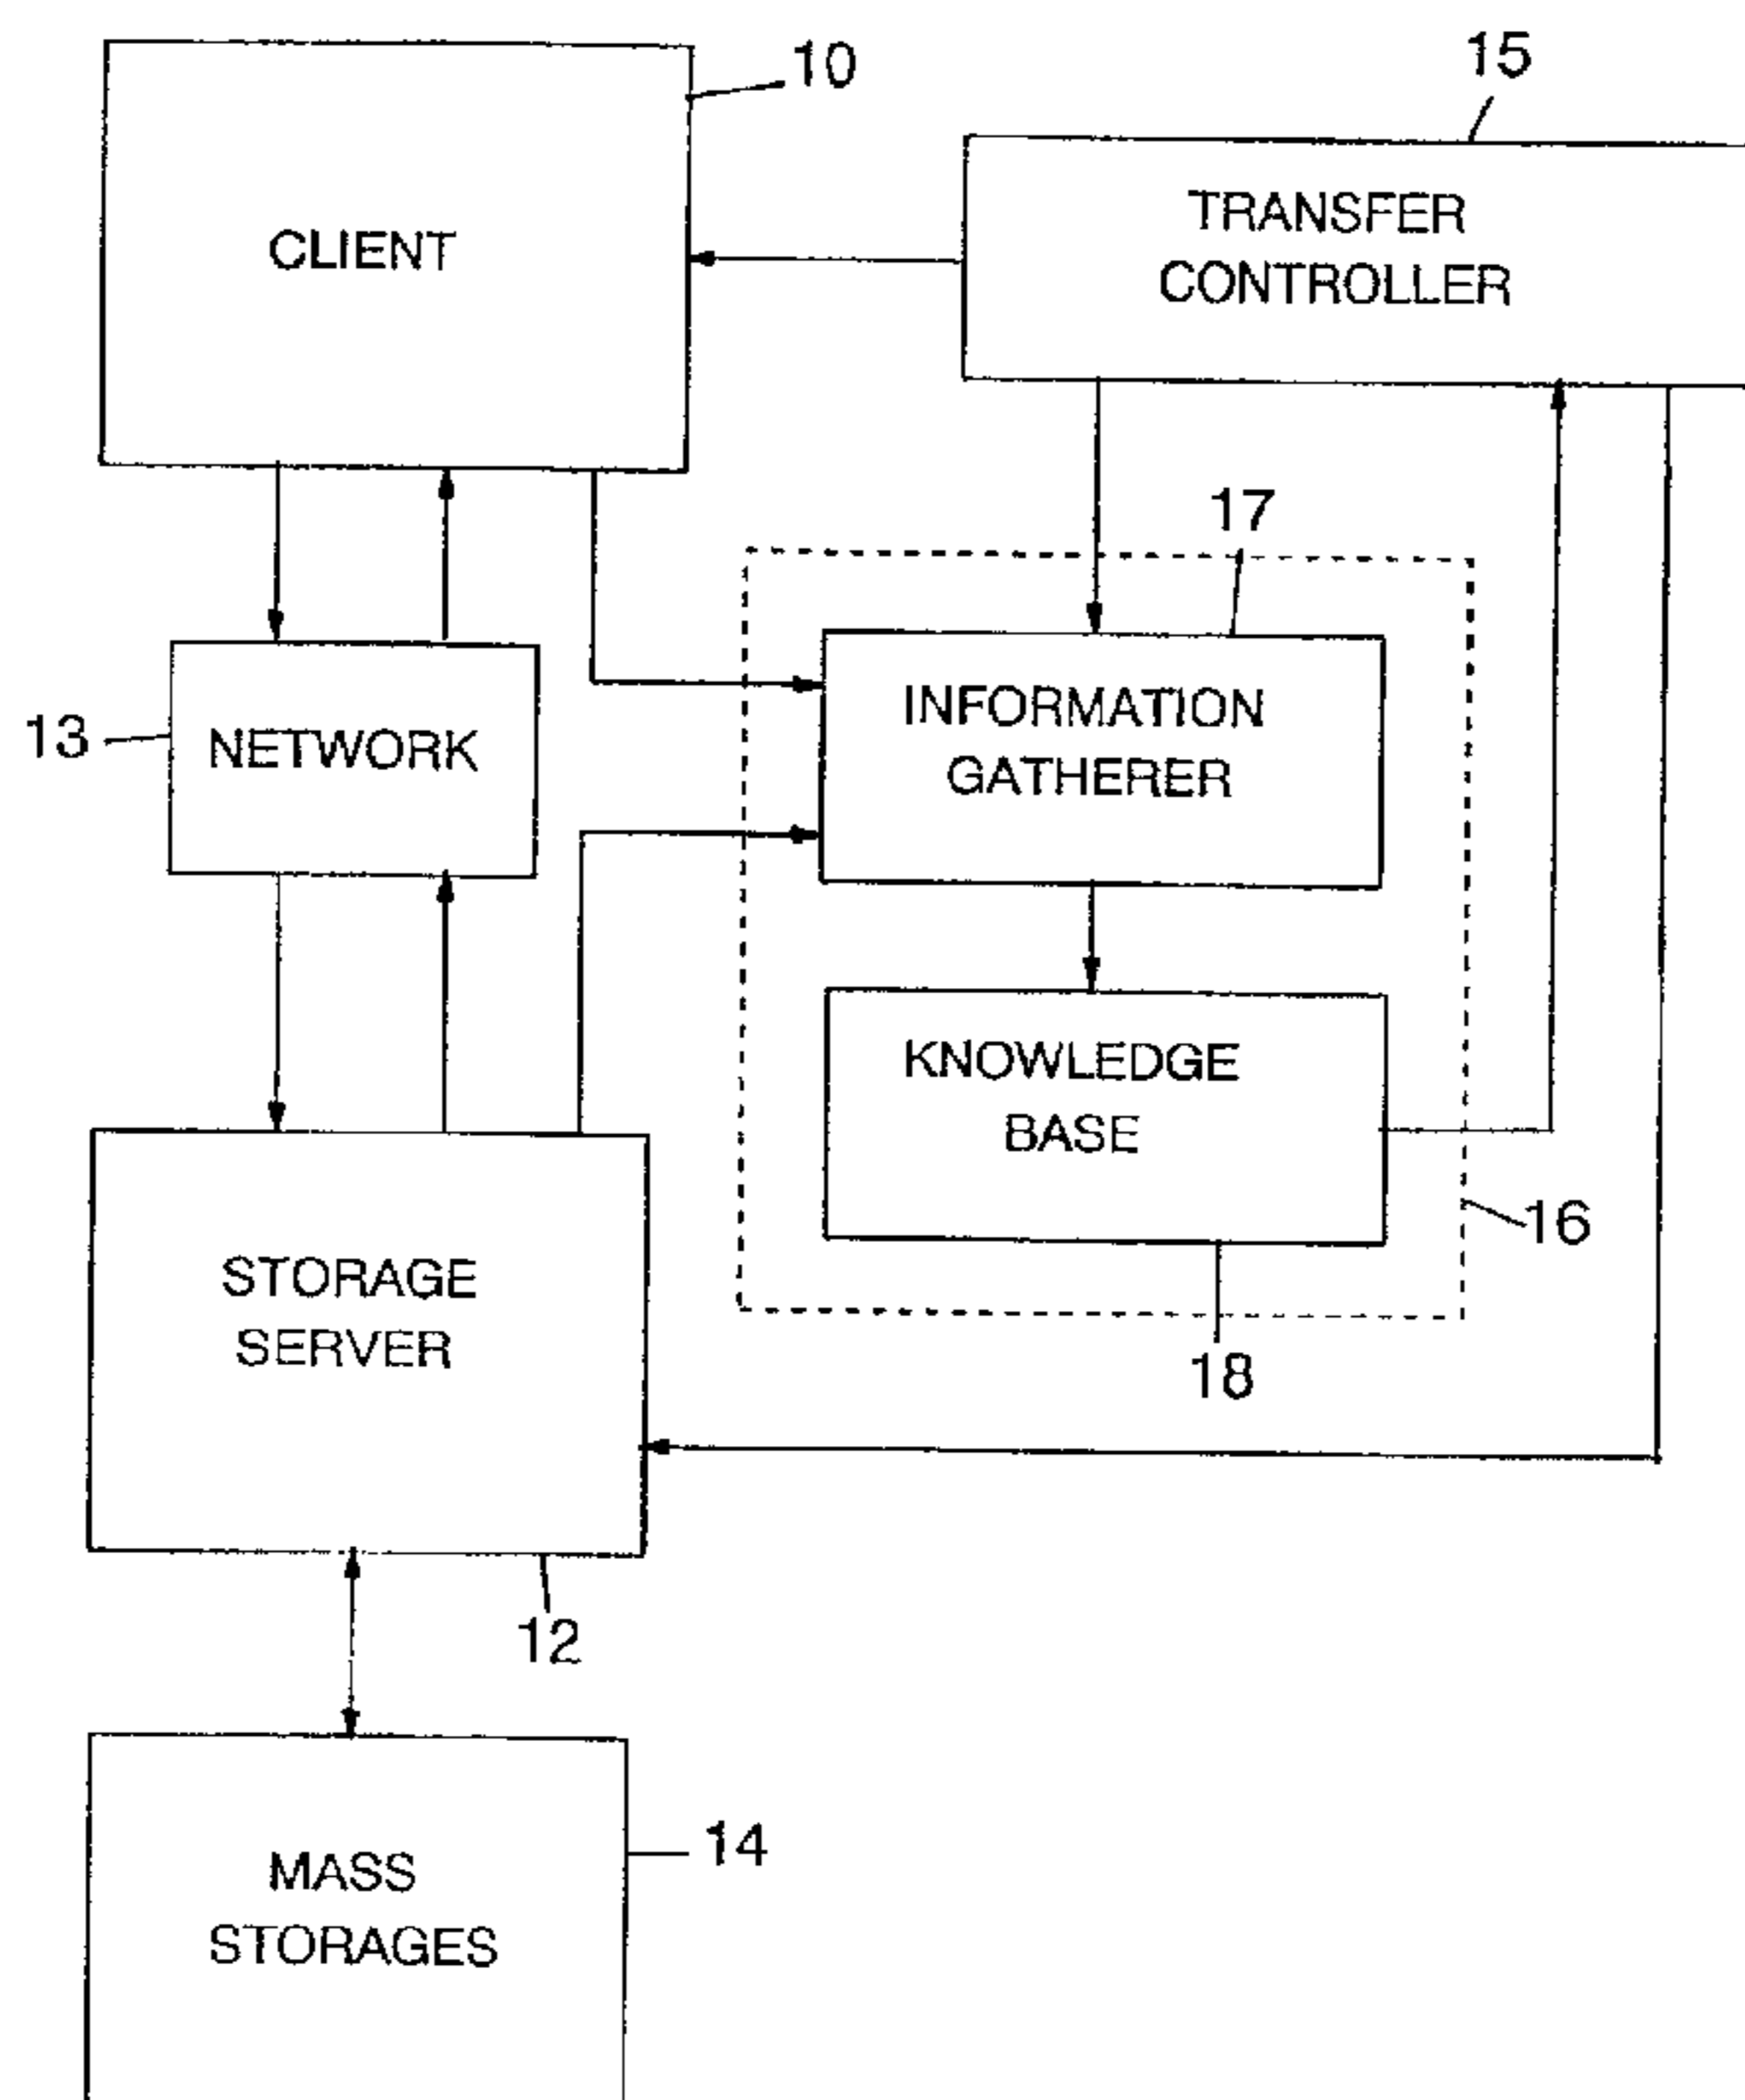 10
15
CLIENT
TRANSFER
CONTROLLER
17
13
NETWORK
INFORMATION
GATHERER
KNOWLEDGE
BASE
16
STORAGE
SERVER
18
12
14
MASS
STORAGES